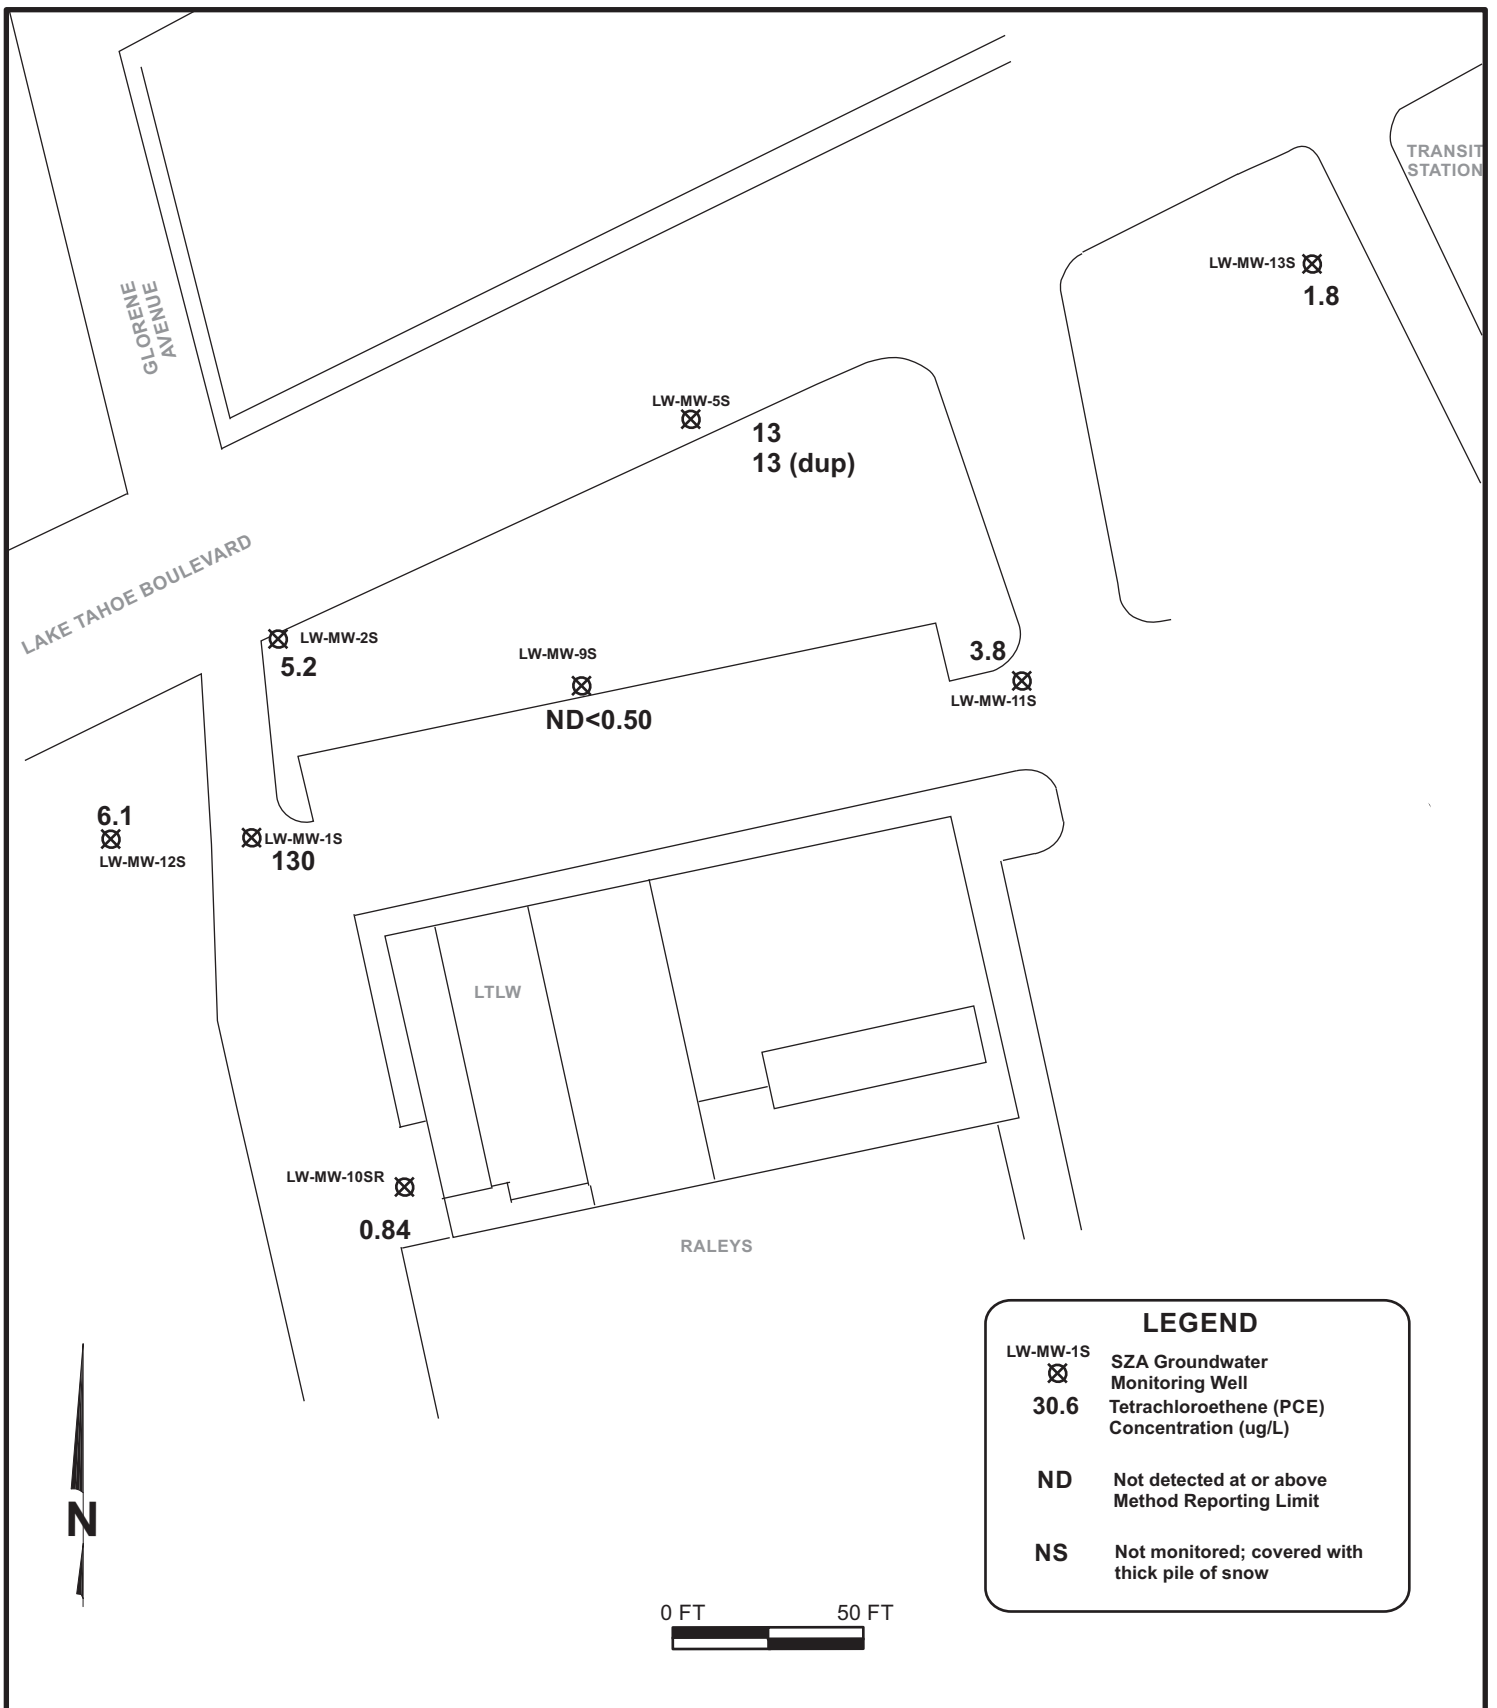 TRANSIT
STATION
LW-MW-13S
1.8
GLORENE
AVENUE
LW-MW-5S
13
13 (dup)
LAKE TAHOE BOULEVARD
LW-MW-2S
5.2
LW-MW-9S
ND<0.50
3.8
LW-MW-11S
6.1
LW-MW-12S
LW-MW-1S
130
LTLW
LW-MW-10SR
0.84
RALEYS
LEGEND
LW-MW-1S
SZA Groundwater
Monitoring Well
30.6 Tetrachloroethene (PCE)
Concentration (ug/L)
ND Not detected at or above
Method Reporting Limit
NS Not monitored; covered with
thick pile of snow
N
0 FT 50 FT